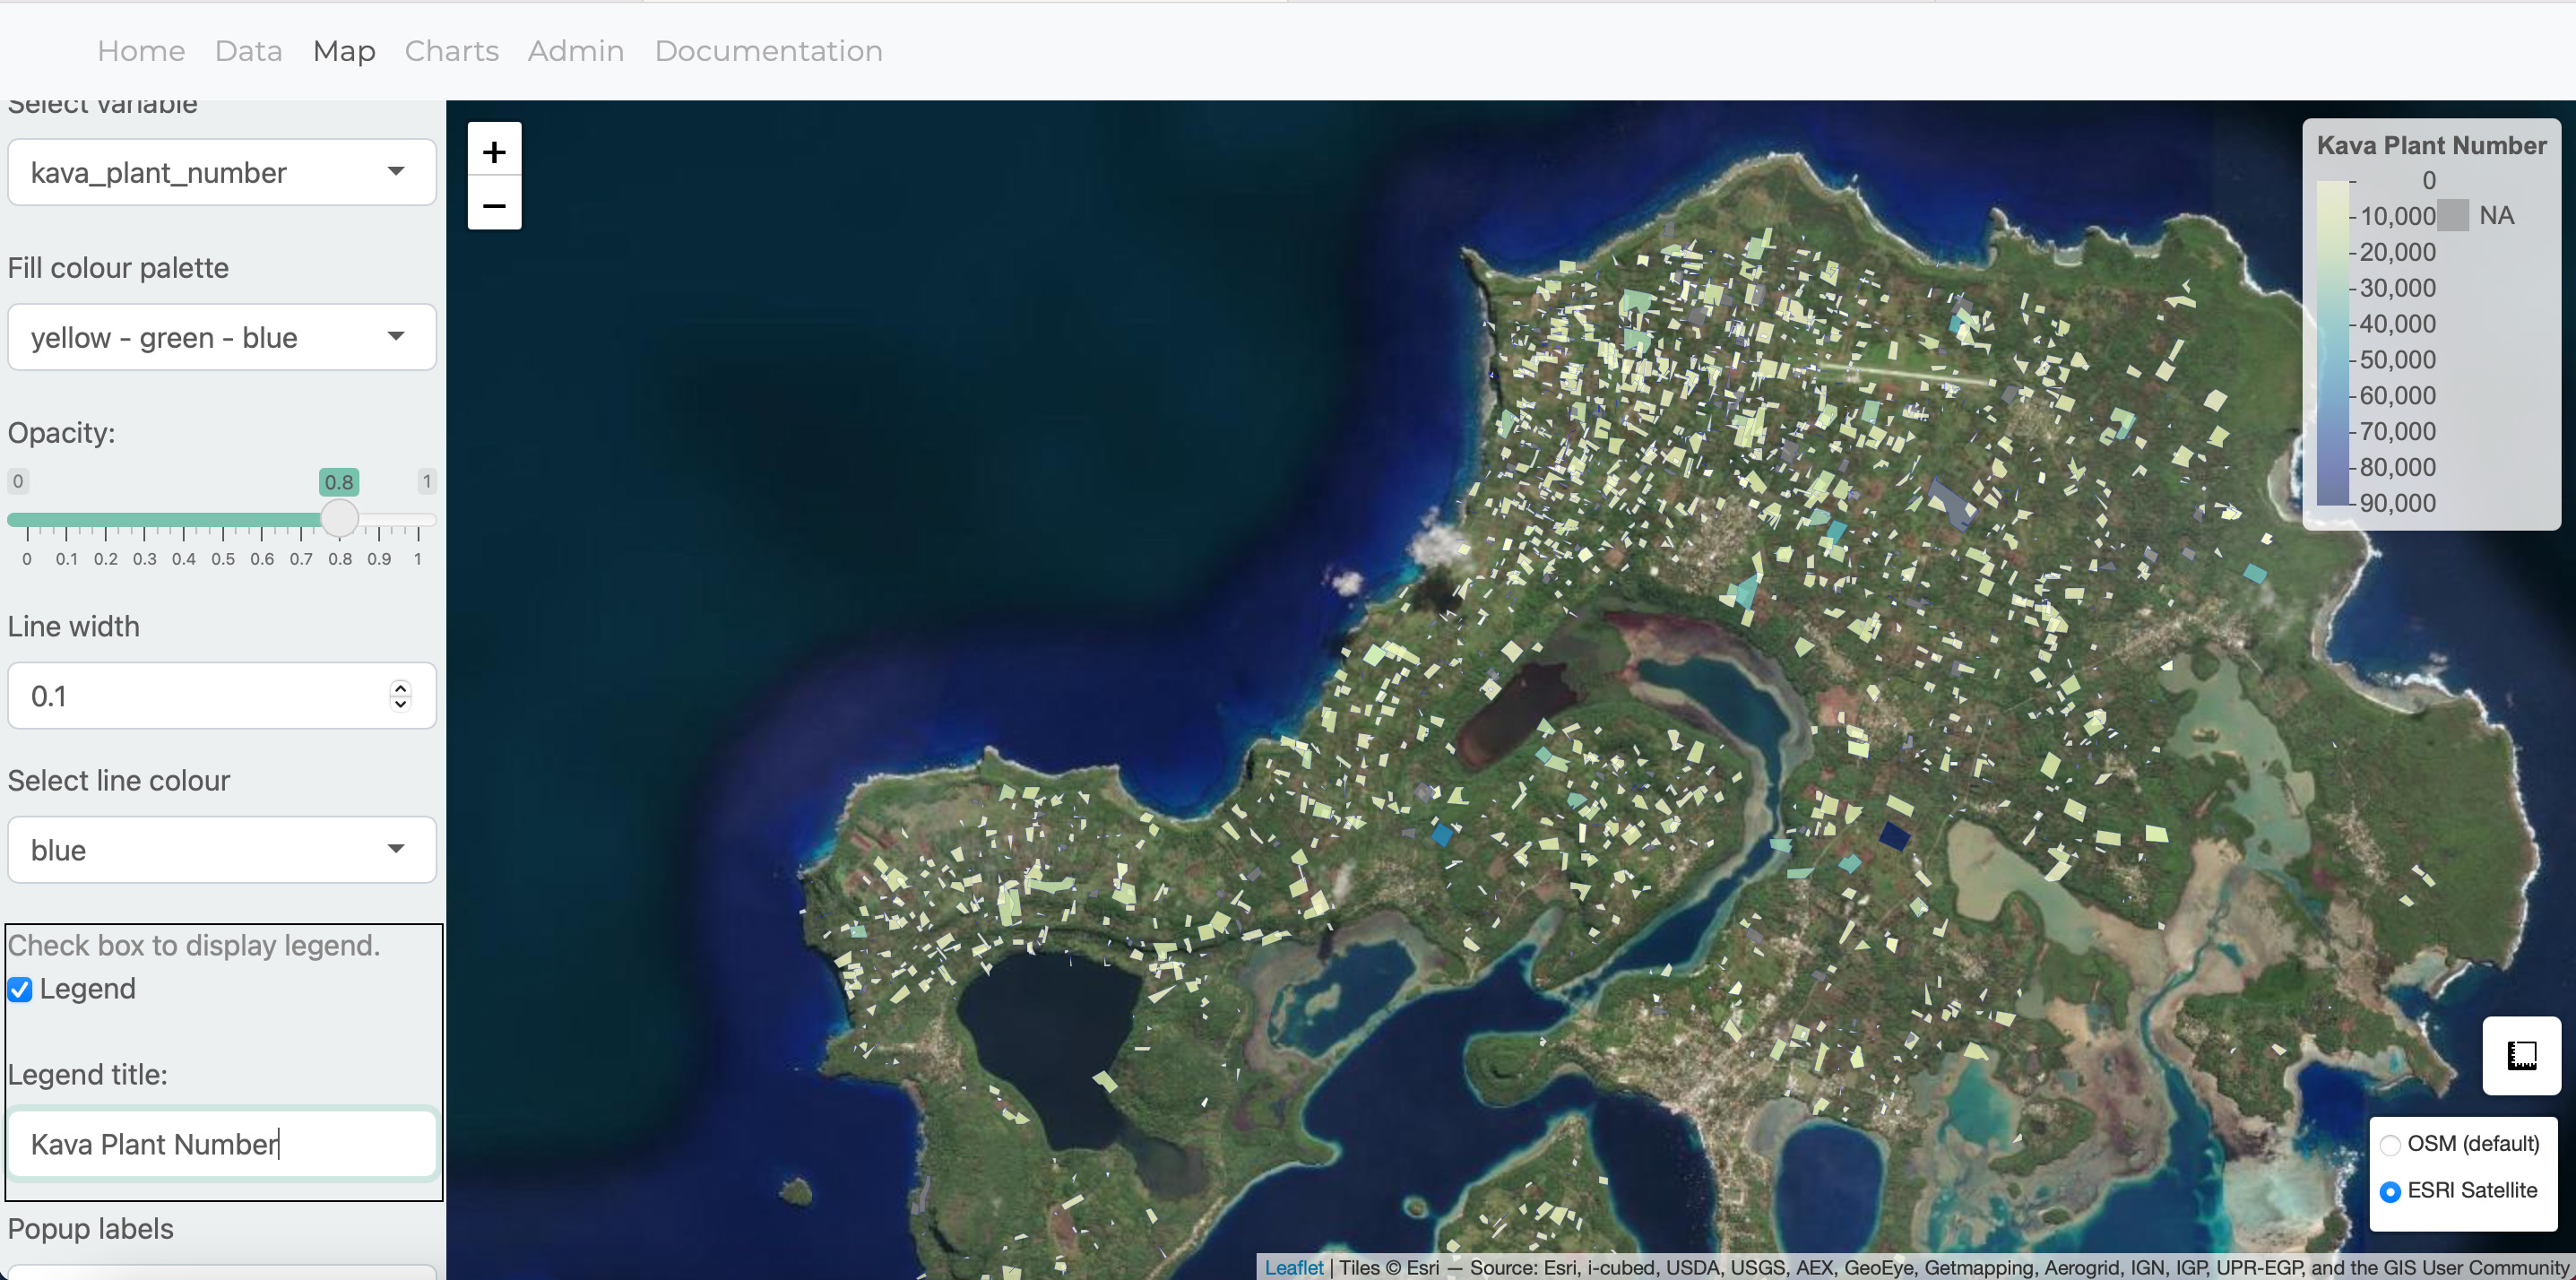 Home Data Map Charts Admin Documentation
Select variable
kava_plant_number
Fill colour palette
yellow - green - blue
Opacity:
0 0.8 1
0 0.1 0.2 0.3 0.4 0.5 0.6 0.7 0.8 0.9 1
Line width
0.1
Select line colour
blue
Check box to display legend.
Legend
Legend title:
Kava Plant Number
Popup labels
+
−
Kava Plant Number
0
10,000 NA
20,000
30,000
40,000
50,000
60,000
70,000
80,000
90,000
OSM (default)
ESRI Satellite
Leaflet | Tiles © Esri — Source: Esri, i-cubed, USDA, USGS, AEX, GeoEye, Getmapping, Aerogrid, IGN, IGP, UPR-EGP, and the GIS User Community